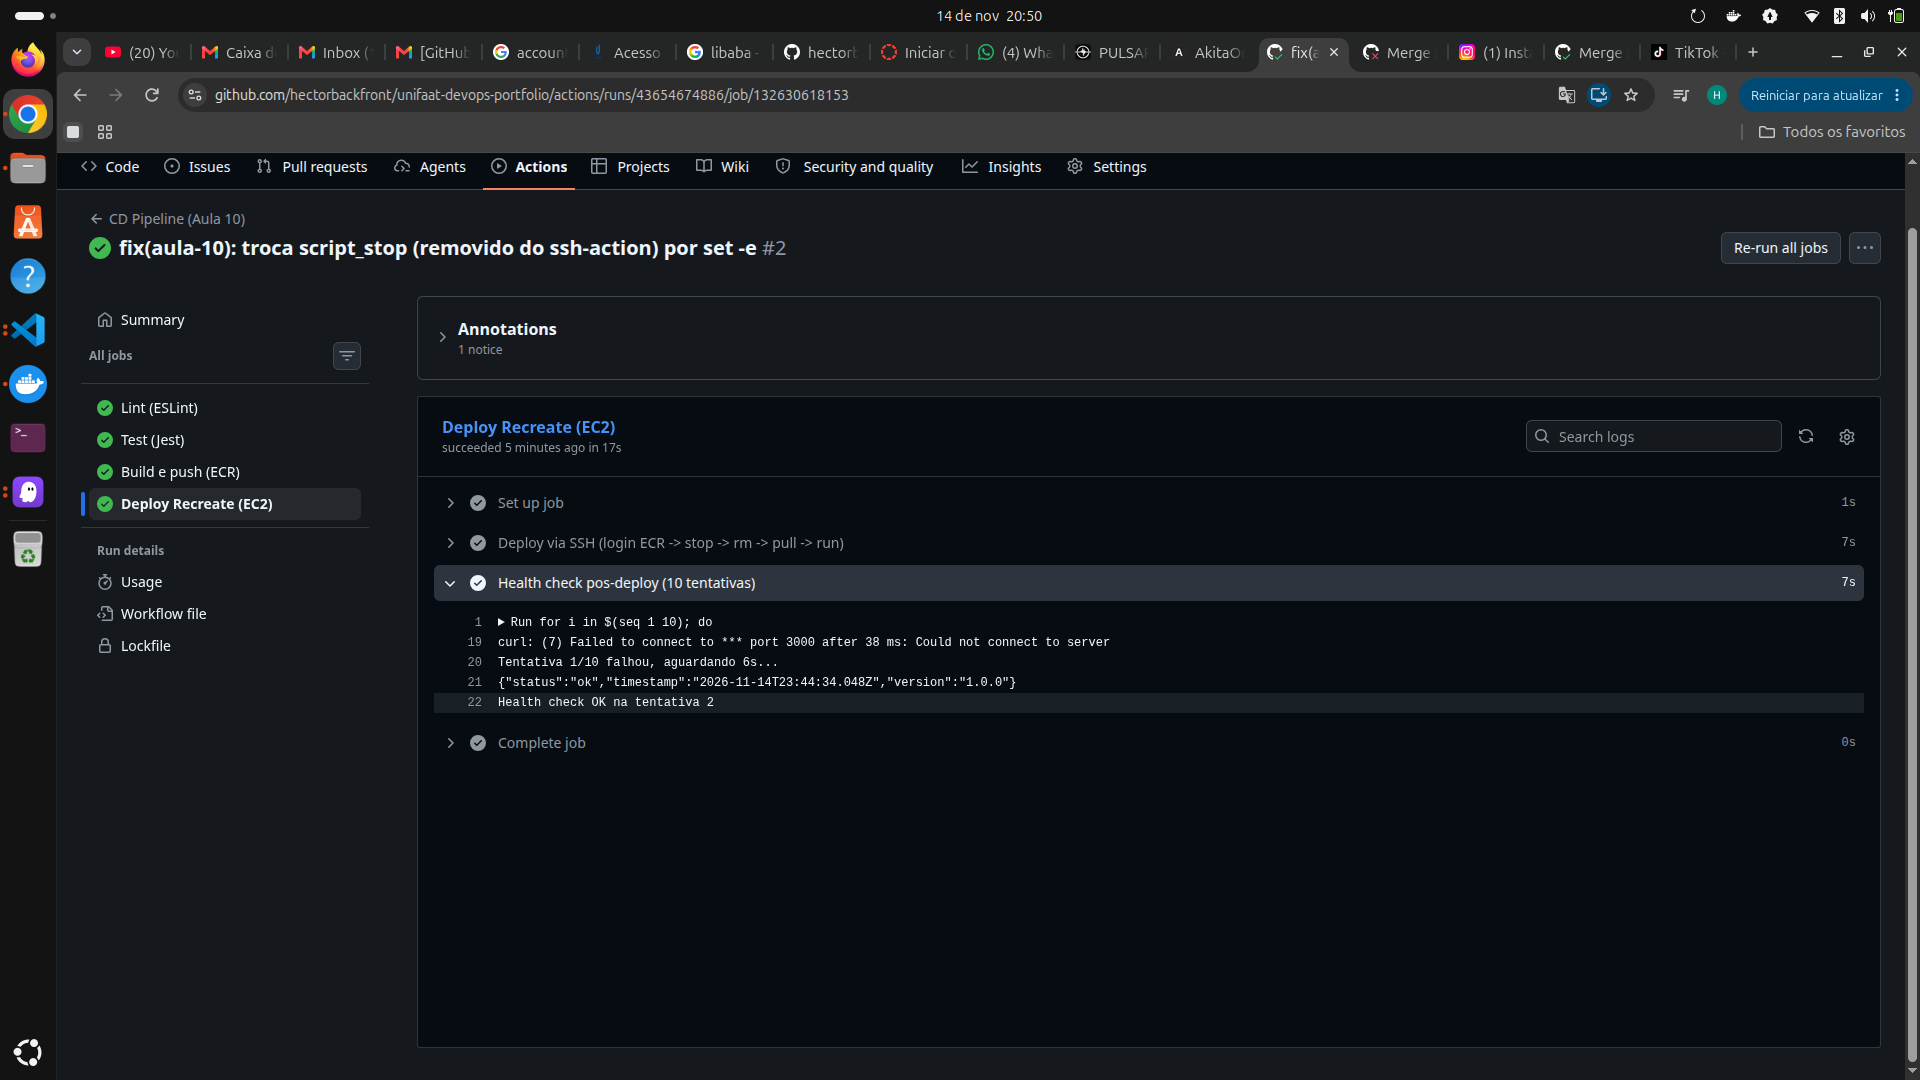 14 de nov 20:50
(20) Yo
Caixa d
Inbox (
[GitHub
accoun
Acesso
libaba -
hectorb
Iniciar
(4) Wha
PULSA
AkitaO
fix(a
Merge
(1) Inst
Merge
TikTok
github.com/hectorbackfront/unifaat-devops-portfolio/actions/runs/43654674886/job/132630618153
H
Reiniciar para atualizar
Todos os favoritos
Code
Issues
Pull requests
Agents
Actions
Projects
Wiki
Security and quality
Insights
Settings
CD Pipeline (Aula 10)
fix(aula-10): troca script_stop (removido do ssh-action) por set -e #2
Re-run all jobs
Summary
All jobs
Lint (ESLint)
Test (Jest)
Build e push (ECR)
Deploy Recreate (EC2)
Run details
Usage
Workflow file
Lockfile
Annotations
1 notice
Deploy Recreate (EC2)
succeeded 5 minutes ago in 17s
Search logs
Set up job 1s
Deploy via SSH (login ECR -> stop -> rm -> pull -> run) 7s
Health check pos-deploy (10 tentativas) 7s
1 Run for i in $(seq 1 10); do
19 curl: (7) Failed to connect to *** port 3000 after 38 ms: Could not connect to server
20 Tentativa 1/10 falhou, aguardando 6s...
21 {"status":"ok","timestamp":"2026-11-14T23:44:34.048Z","version":"1.0.0"}
22 Health check OK na tentativa 2
Complete job 0s